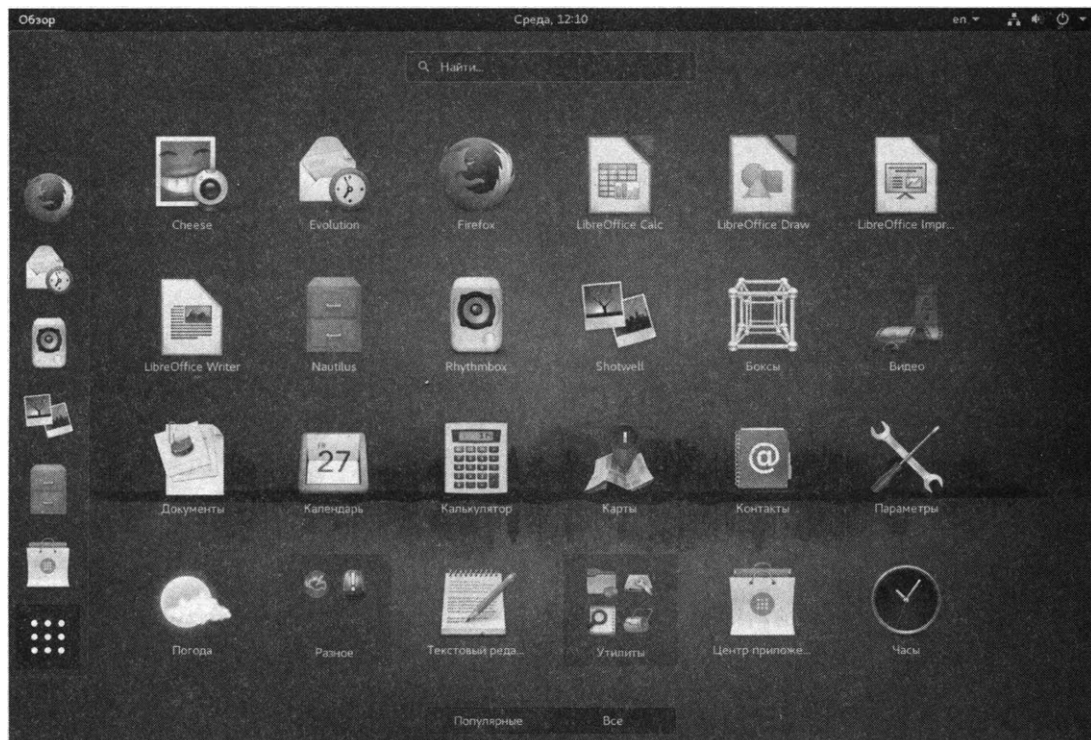 Обзор Среда, 12:10 en
Найти...
Cheese Evolution Firefox LibreOffice Calc LibreOffice Draw LibreOffice Impr...
LibreOffice Writer Nautilus Rhythmbox Shotwell Боксы Видео
27
@
Документы Календарь Калькулятор Карты Контакты Параметры
Погода Разное Текстовый реда... Утилиты Центр приложе... Часы
Популярные Все